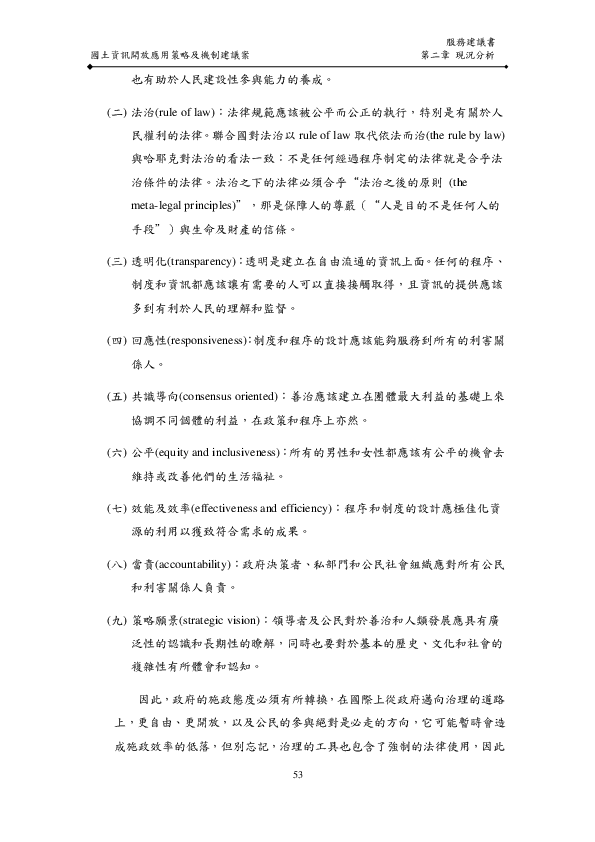 服務建議書
國土資訊開放應用策略及機制建議案 第二章 現況分析
也有助於人民建設性參與能力的養成。
(二) 法治(rule of law)：法律規範應該被公平而公正的執行，特別是有關於人
民權利的法律。聯合國對法治以 rule of law 取代依法而治(the rule by law)
與哈耶克對法治的看法一致：不是任何經過程序制定的法律就是合乎法
治條件的法律。法治之下的法律必須合乎“法治之後的原則 (the
meta-legal principles)”，那是保障人的尊嚴（“人是目的不是任何人的
手段”）與生命及財產的信條。
(三) 透明化(transparency)：透明是建立在自由流通的資訊上面。任何的程序、
制度和資訊都應該讓有需要的人可以直接接觸取得，且資訊的提供應該
多到有利於人民的理解和監督。
(四) 回應性(responsiveness)：制度和程序的設計應該能夠服務到所有的利害關
係人。
(五) 共識導向(consensus oriented)：善治應該建立在團體最大利益的基礎上來
協調不同個體的利益，在政策和程序上亦然。
(六) 公平(equity and inclusiveness)：所有的男性和女性都應該有公平的機會去
維持或改善他們的生活福祉。
(七) 效能及效率(effectiveness and efficiency)：程序和制度的設計應極佳化資
源的利用以獲致符合需求的成果。
(八) 當責(accountability)：政府決策者、私部門和公民社會組織應對所有公民
和利害關係人負責。
(九) 策略願景(strategic vision)：領導者及公民對於善治和人類發展應具有廣
泛性的認識和長期性的瞭解，同時也要對於基本的歷史、文化和社會的
複雜性有所體會和認知。
因此，政府的施政態度必須有所轉換，在國際上從政府邁向治理的道路
上，更自由、更開放，以及公民的參與絕對是必走的方向，它可能暫時會造
成施政效率的低落，但別忘記，治理的工具也包含了強制的法律使用，因此
53